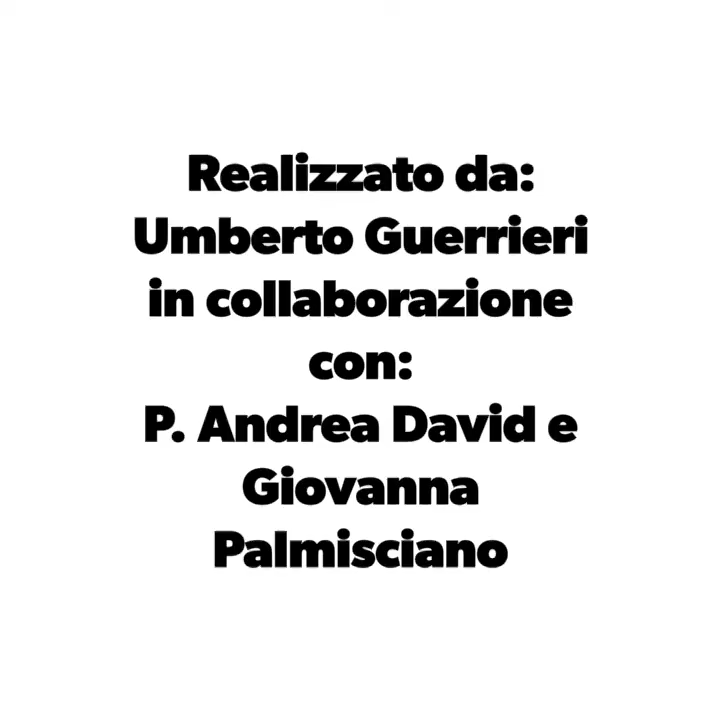 Realizzato da:
Umberto Guerrieri
in collaborazione
con:
P. Andrea David e
Giovanna
Palmisciano